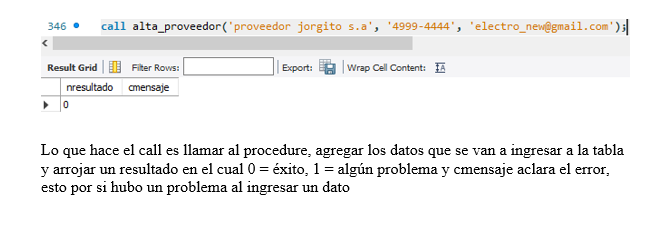 346 call alta_proveedor('proveedor jorgito s.a', '4999-4444', 'electro_new@gmail.com');
Result Grid Filter Rows: Export: Wrap Cell Content: IA
nresultado cmensaje
0
Lo que hace el call es llamar al procedure, agregar los datos que se van a ingresar a la tabla
y arrojar un resultado en el cual 0 = éxito, 1 = algún problema y cmensaje aclara el error,
esto por si hubo un problema al ingresar un dato